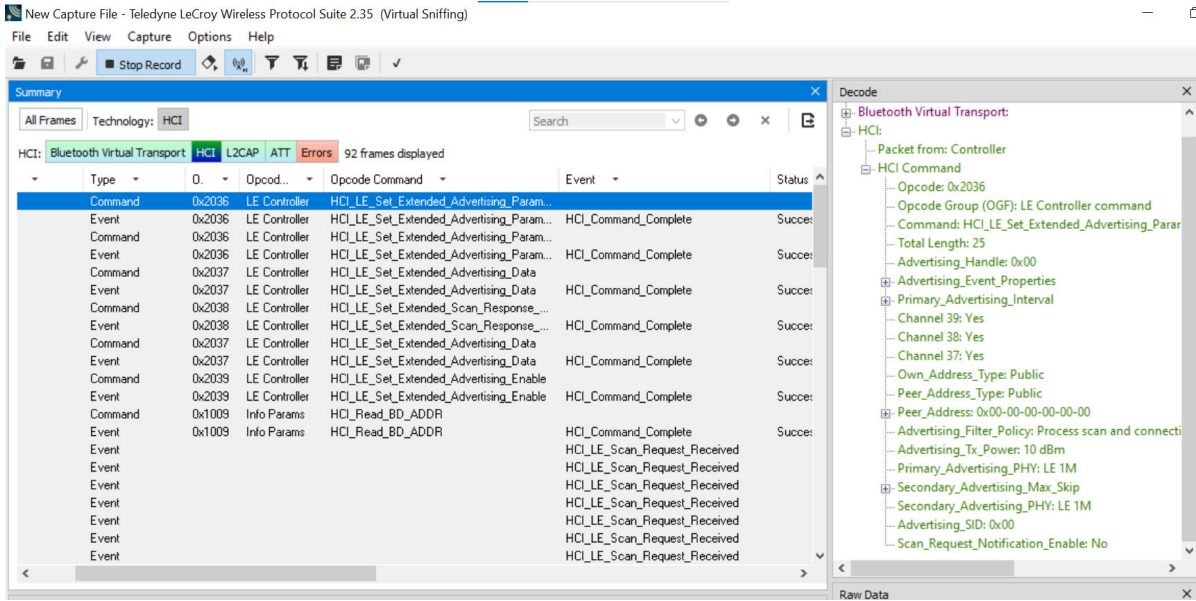 New Capture File - Teledyne LeCroy Wireless Protocol Suite 2.35 (Virtual Sniffing)
File Edit View Capture Options Help
Stop Record
Summary
All Frames Technology: HCI Search
HCI: Bluetooth Virtual Transport HCI L2CAP ATT Errors 92 frames displayed
Type O. Opcod... Opcode Command Event Status
Command 0x2036 LE Controller HCI_LE_Set_Extended_Advertising_Param...
Event 0x2036 LE Controller HCI_LE_Set_Extended_Advertising_Param... HCI_Command_Complete Succes
Command 0x2036 LE Controller HCI_LE_Set_Extended_Advertising_Param...
Event 0x2036 LE Controller HCI_LE_Set_Extended_Advertising_Param... HCI_Command_Complete Succes
Command 0x2037 LE Controller HCI_LE_Set_Extended_Advertising_Data
Event 0x2037 LE Controller HCI_LE_Set_Extended_Advertising_Data HCI_Command_Complete Succes
Command 0x2038 LE Controller HCI_LE_Set_Extended_Scan_Response_...
Event 0x2038 LE Controller HCI_LE_Set_Extended_Scan_Response_... HCI_Command_Complete Succes
Command 0x2037 LE Controller HCI_LE_Set_Extended_Advertising_Data
Event 0x2037 LE Controller HCI_LE_Set_Extended_Advertising_Data HCI_Command_Complete Succes
Command 0x2039 LE Controller HCI_LE_Set_Extended_Advertising_Enable
Event 0x2039 LE Controller HCI_LE_Set_Extended_Advertising_Enable HCI_Command_Complete Succes
Command 0x1009 Info Params HCI_Read_BD_ADDR
Event 0x1009 Info Params HCI_Read_BD_ADDR HCI_Command_Complete Succes
Event HCI_LE_Scan_Request_Received
Event HCI_LE_Scan_Request_Received
Event HCI_LE_Scan_Request_Received
Event HCI_LE_Scan_Request_Received
Event HCI_LE_Scan_Request_Received
Event HCI_LE_Scan_Request_Received
Event HCI_LE_Scan_Request_Received
Decode
Bluetooth Virtual Transport:
HCI:
Packet from: Controller
HCI Command
Opcode: 0x2036
Opcode Group (OGF): LE Controller command
Command: HCI_LE_Set_Extended_Advertising_Parar
Total Length: 25
Advertising_Handle: 0x00
Advertising_Event_Properties
Primary_Advertising_Interval
Channel 39: Yes
Channel 38: Yes
Channel 37: Yes
Own_Address_Type: Public
Peer_Address_Type: Public
Peer_Address: 0x00-00-00-00-00-00
Advertising_Filter_Policy: Process scan and connecti
Advertising_Tx_Power: 10 dBm
Primary_Advertising_PHY: LE 1M
Secondary_Advertising_Max_Skip
Secondary_Advertising_PHY: LE 1M
Advertising_SID: 0x00
Scan_Request_Notification_Enable: No
Raw Data